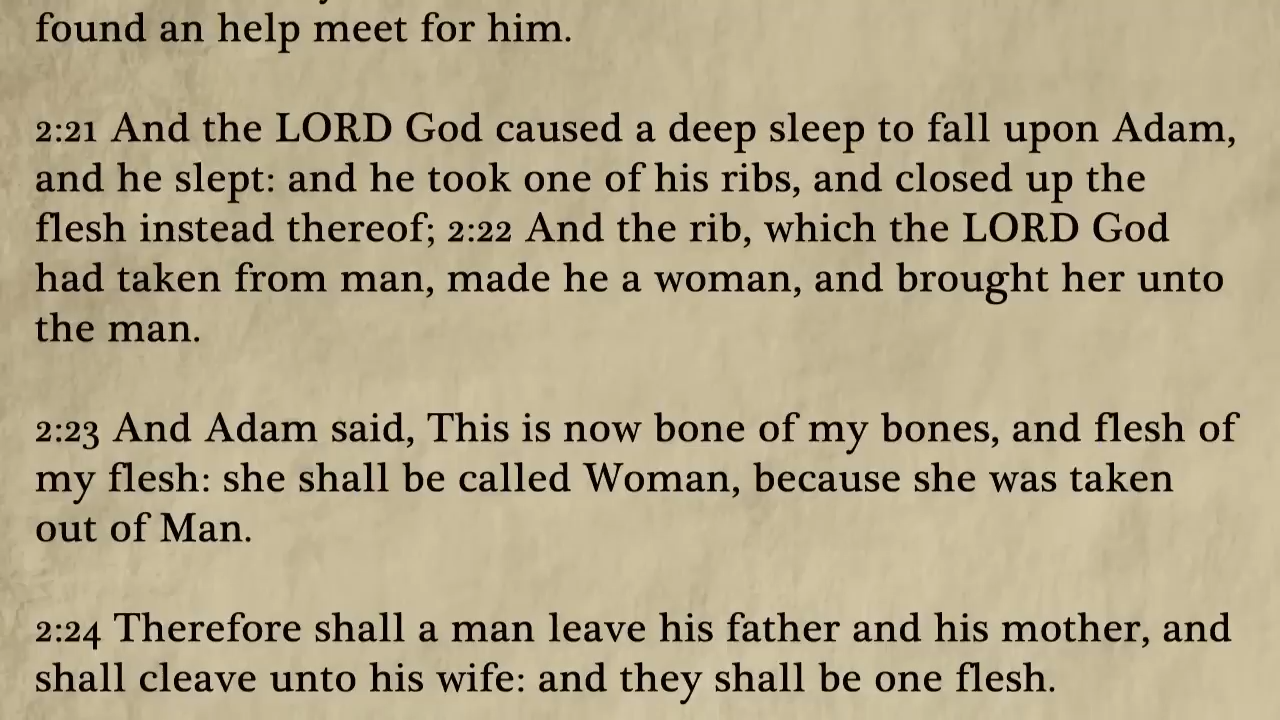 found an help meet for him.
2:21 And the LORD God caused a deep sleep to fall upon Adam,
and he slept: and he took one of his ribs, and closed up the
flesh instead thereof; 2:22 And the rib, which the LORD God
had taken from man, made he a woman, and brought her unto
the man.
2:23 And Adam said, This is now bone of my bones, and flesh of
my flesh: she shall be called Woman, because she was taken
out of Man.
2:24 Therefore shall a man leave his father and his mother, and
shall cleave unto his wife: and they shall be one flesh.